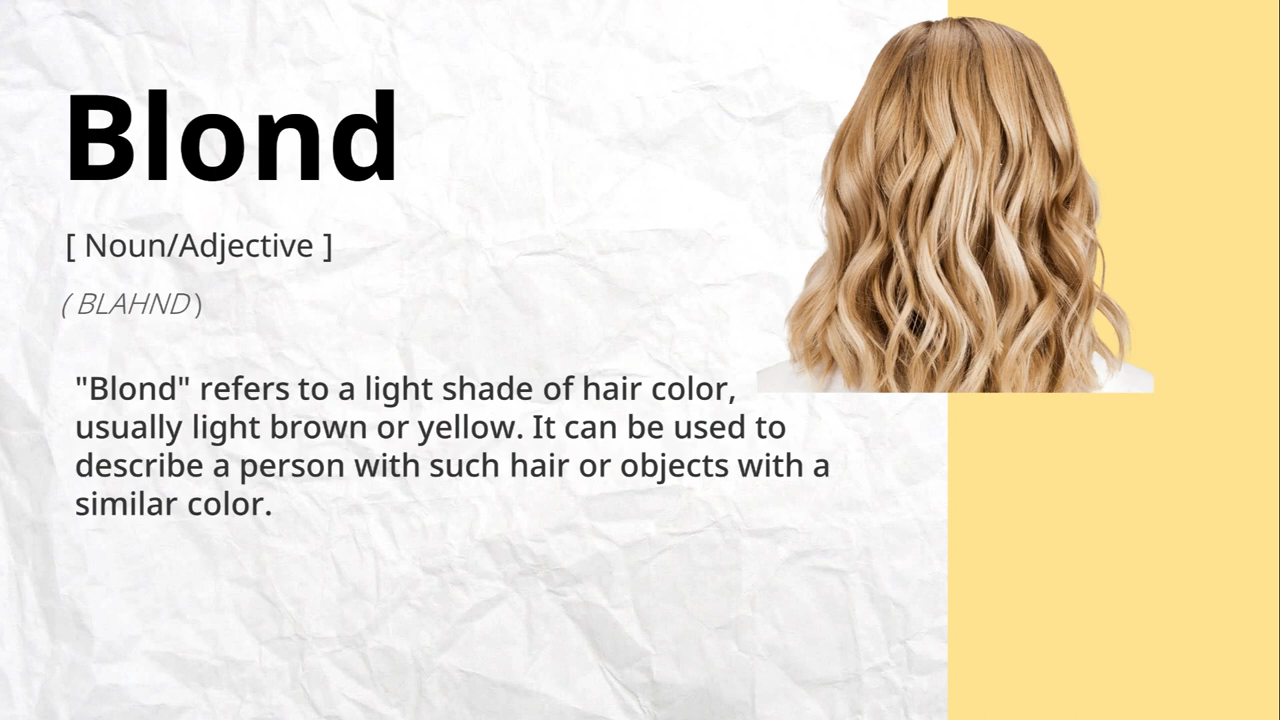 Blond
[ Noun/Adjective ]
( BLAHND )
"Blond" refers to a light shade of hair color,
usually light brown or yellow. It can be used to
describe a person with such hair or objects with a
similar color.